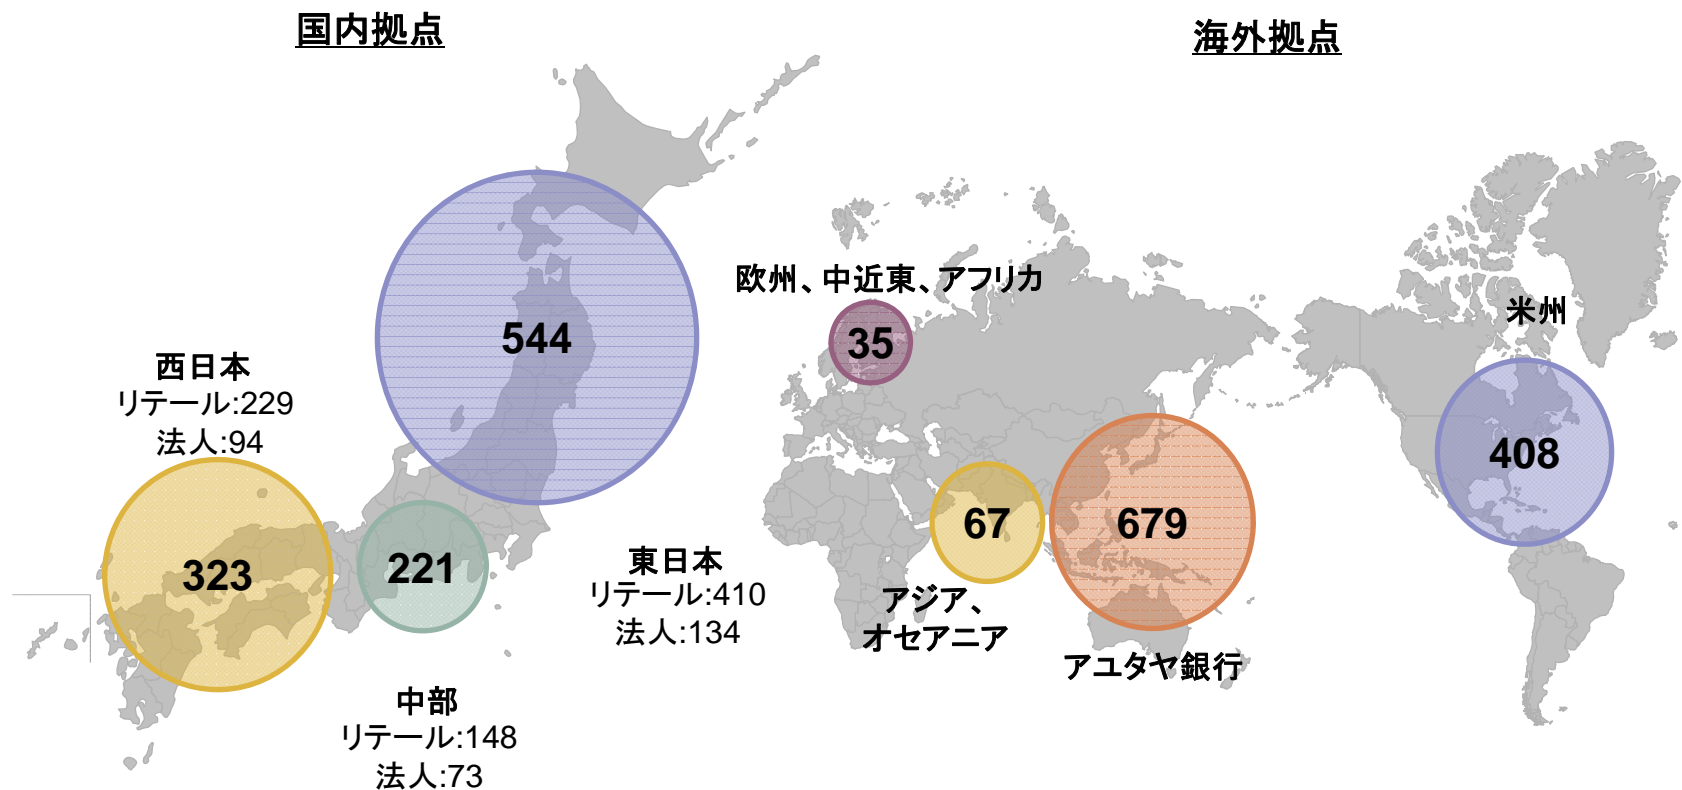 国内拠点
544
西日本
リテール:229
法人:94
323
221
東日本
リテール:410
法人:134
中部
リテール:148
法人:73
海外拠点
欧州、中近東、アフリカ
35
米州
408
67
679
アジア、
オセアニア
アユタヤ銀行